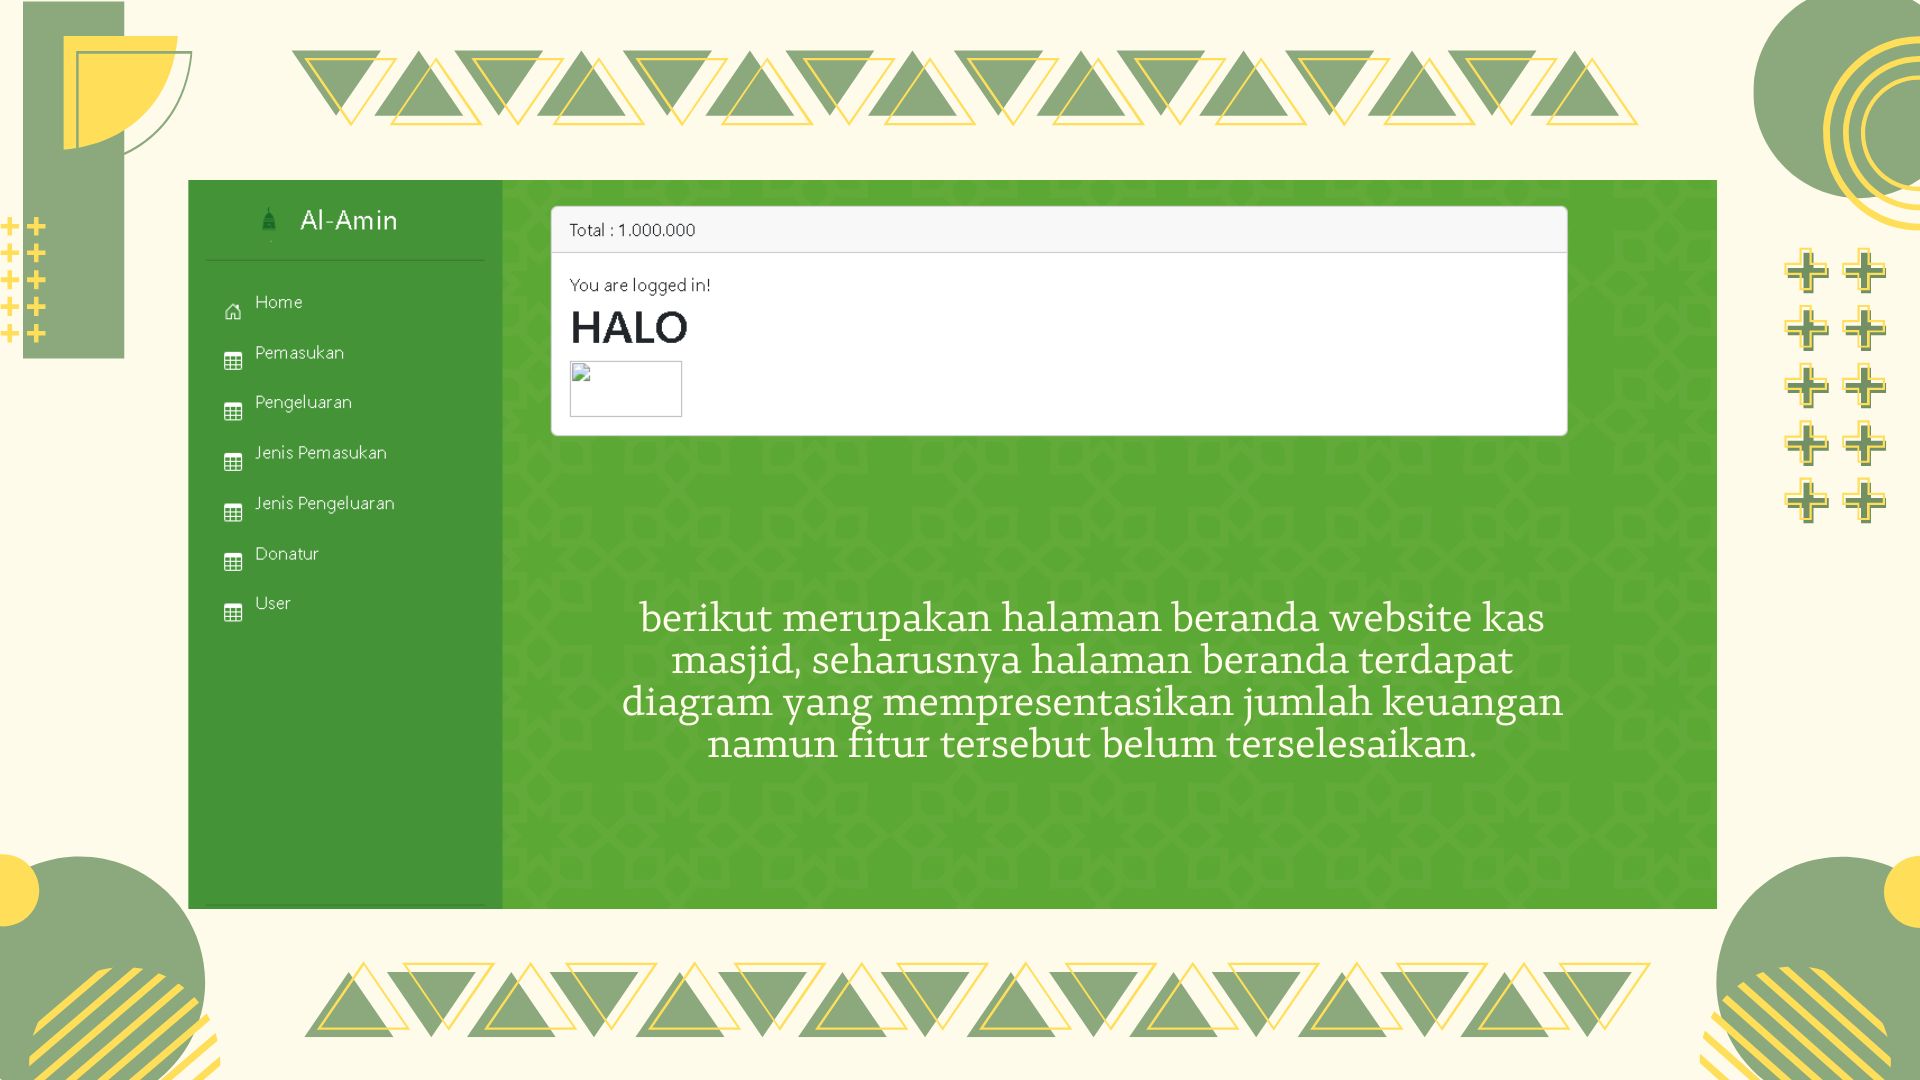 Al-Amin
Home
Pemasukan
Pengeluaran
Jenis Pemasukan
Jenis Pengeluaran
Donatur
User
Total : 1.000.000
You are logged in!
HALO
berikut merupakan halaman beranda website kas
masjid, seharusnya halaman beranda terdapat
diagram yang mempresentasikan jumlah keuangan
namun fitur tersebut belum terselesaikan.